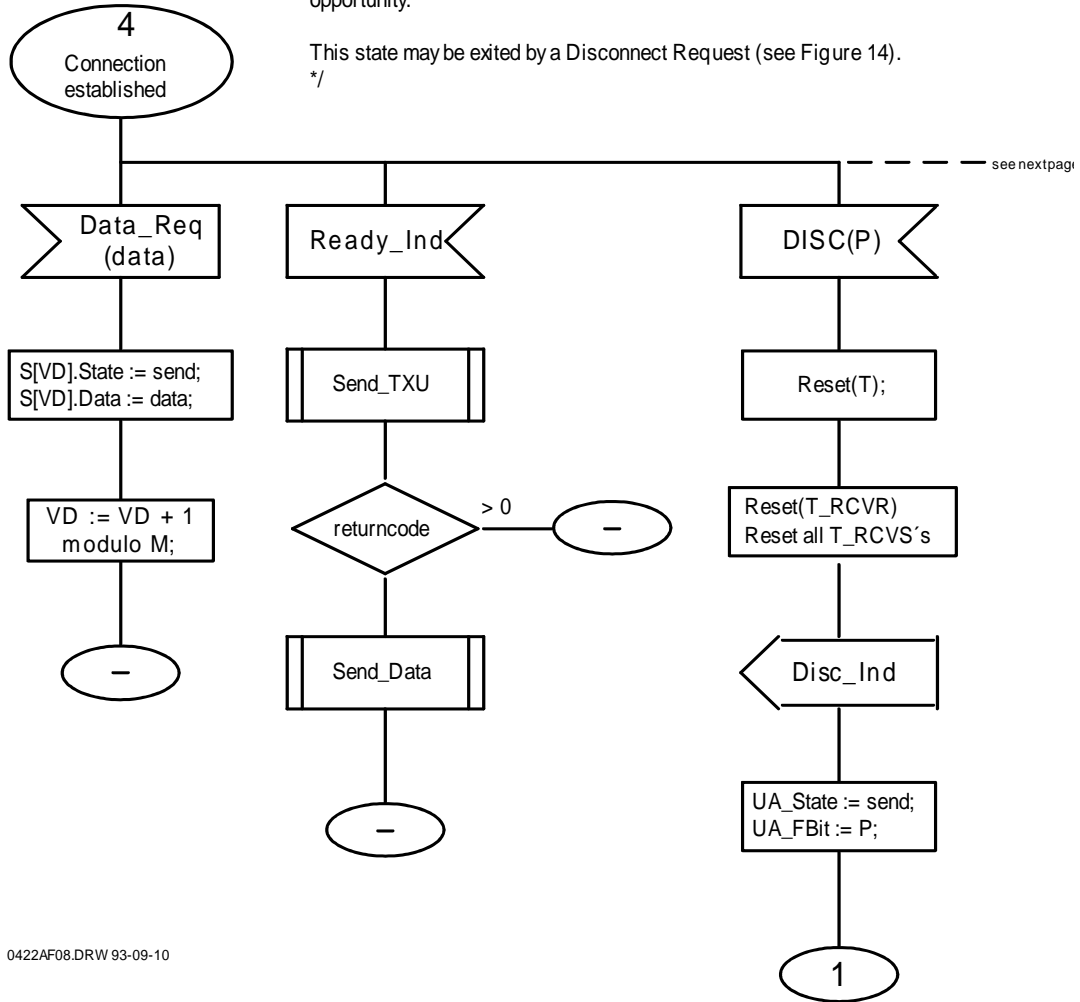 opportunity.
This state may be exited by a Disconnect Request (see Figure 14).
*/
4
Connection
established
see nextpage
Data_Req
(data)
Ready_Ind
DISC(P)
S[VD].State := send;
S[VD].Data := data;
Send_TXU
Reset(T);
VD := VD + 1
modulo M;
returncode
> 0
–
Reset(T_RCVR)
Reset all T_RCVS´s
–
Send_Data
Disc_Ind
–
UA_State := send;
UA_FBit := P;
1
0422AF08.DRW 93-09-10